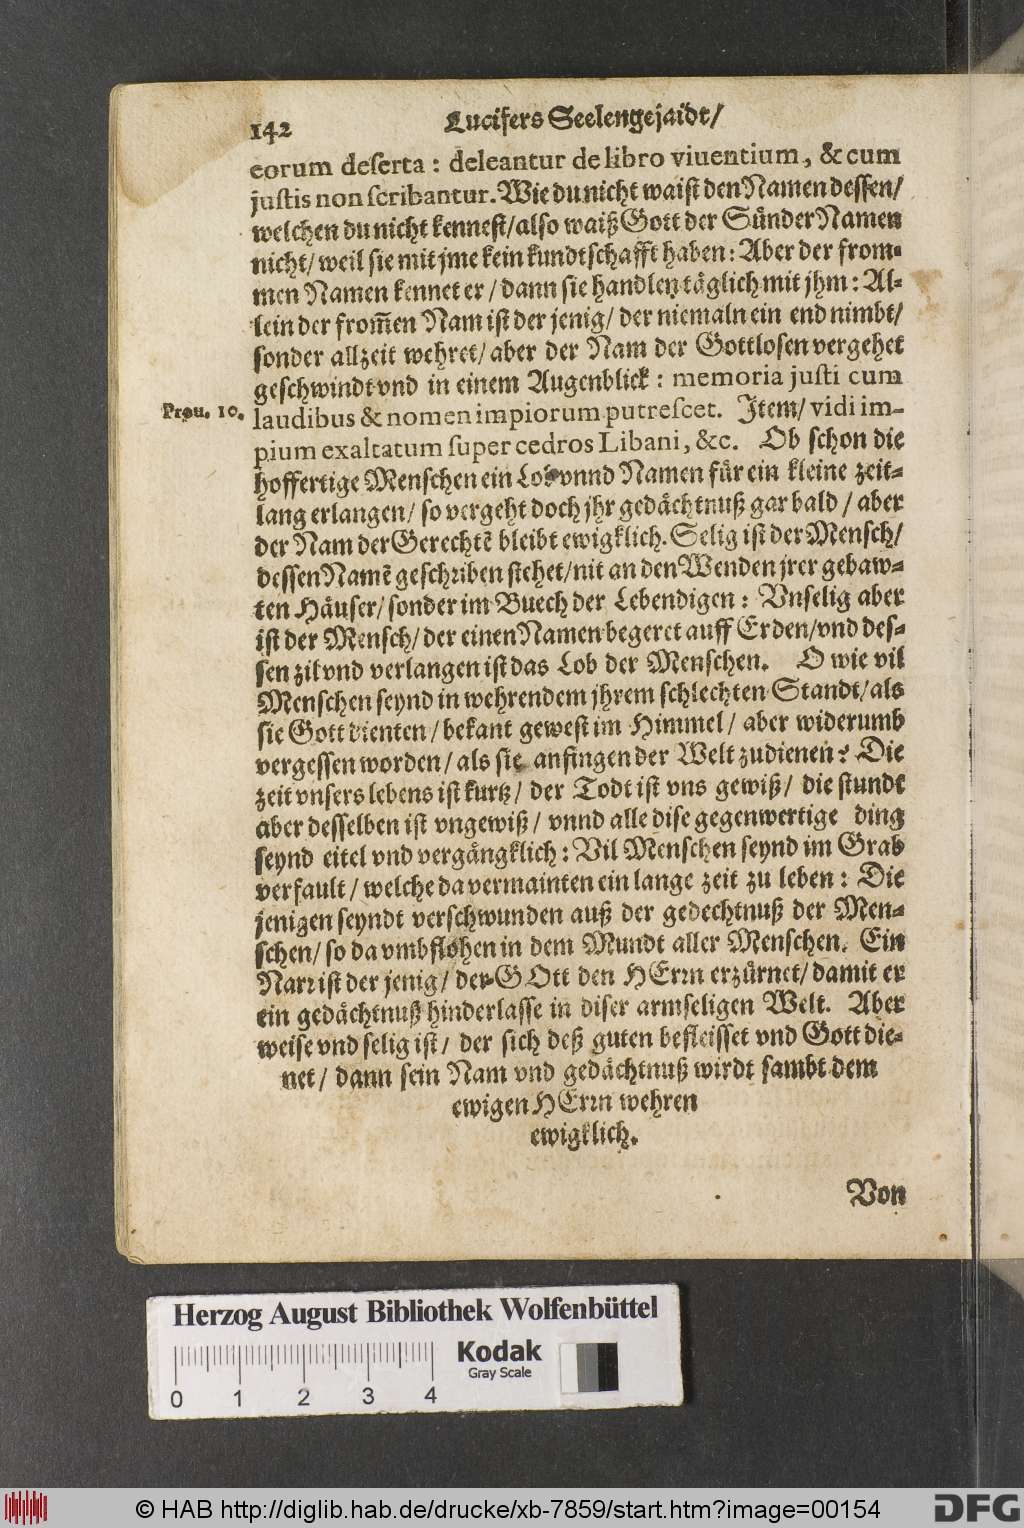 142
Lucifers Seelengejaidt/
eorum deſerta: deleantur de libro viuentium, & cum
juſtis non ſcribantur. Wie du nicht waiſt den Namen deſſen/
welchen du nicht kenneſt/ alſo waiß Gott der Sünder Namen
nicht/ weil ſie mit jme kein kundtſchafft haben: Aber der from-
men Namen kennet er/ dann ſie handlen täglich mit jhm: Al-
lein der from̃en Nam iſt der jenig/ der niemaln ein end nimbt/
ſonder allzeit wehret/ aber der Nam der Gottloſen vergehet
geſchwindt vnd in einem Augenblick: memoria juſti cum
Prou. 10.
laudibus & nomen impiorum putreſcet. Item/ vidi im-
pium exaltatum ſuper cedros Libani, &c. Ob ſchon die
hoffertige Menſchen ein Lob vnnd Namen für ein kleine zeit-
lang erlangen/ ſo vergeht doch jhr gedächtnuß gar bald/ aber
der Nam der Gerechtẽ bleibt ewigklich. Selig iſt der Menſch/
deſſen Namẽ geſchriben ſtehet/ nit an den Wenden jrer gebaw-
ten Häuſer/ ſonder im Buech der Lebendigen: Vnſelig aber
iſt der Menſch/ der einen Namen begeret auff Erden/ vnd deſ-
ſen zil vnd verlangen iſt das Lob der Menſchen. O wie vil
Menſchen ſeynd in wehrendem jhrem ſchlechten Standt/ als
ſie Gott dienten/ bekant geweſt im Himmel/ aber widerumb
vergeſſen worden/ als ſie anfingen der Welt zudienen? Die
zeit vnſers lebens iſt kurtz/ der Todt iſt vns gewiß/ die ſtundt
aber deſſelben iſt vngewiß/ vnnd alle diſe gegenwertige ding
ſeynd eitel vnd vergängklich: Vil Menſchen ſeynd im Grab
verfault/ welche da vermainten ein lange zeit zu leben: Die
jenigen ſeyndt verſchwunden auß der gedechtnuß der Men-
ſchen/ ſo da vmbflohen in dem Mundt aller Menſchen. Ein
Narr iſt der jenig/ der GOtt den HErrn erzürnet/ damit er
ein gedächtnuß hinderlaſſe in diſer armſeligen Welt. Aber
weiſe vnd ſelig iſt/ der ſich deß guten befleiſſet vnd Gott die-
net/ dann ſein Nam vnd gedächtnuß wirdt ſambt dem
ewigen HErrn wehren
ewigklich.
Von
Herzog August Bibliothek Wolfenbüttel
Kodak
Gray Scale
0 1 2 3 4
© HAB http://diglib.hab.de/drucke/xb-7859/start.htm?image=00154
DFG